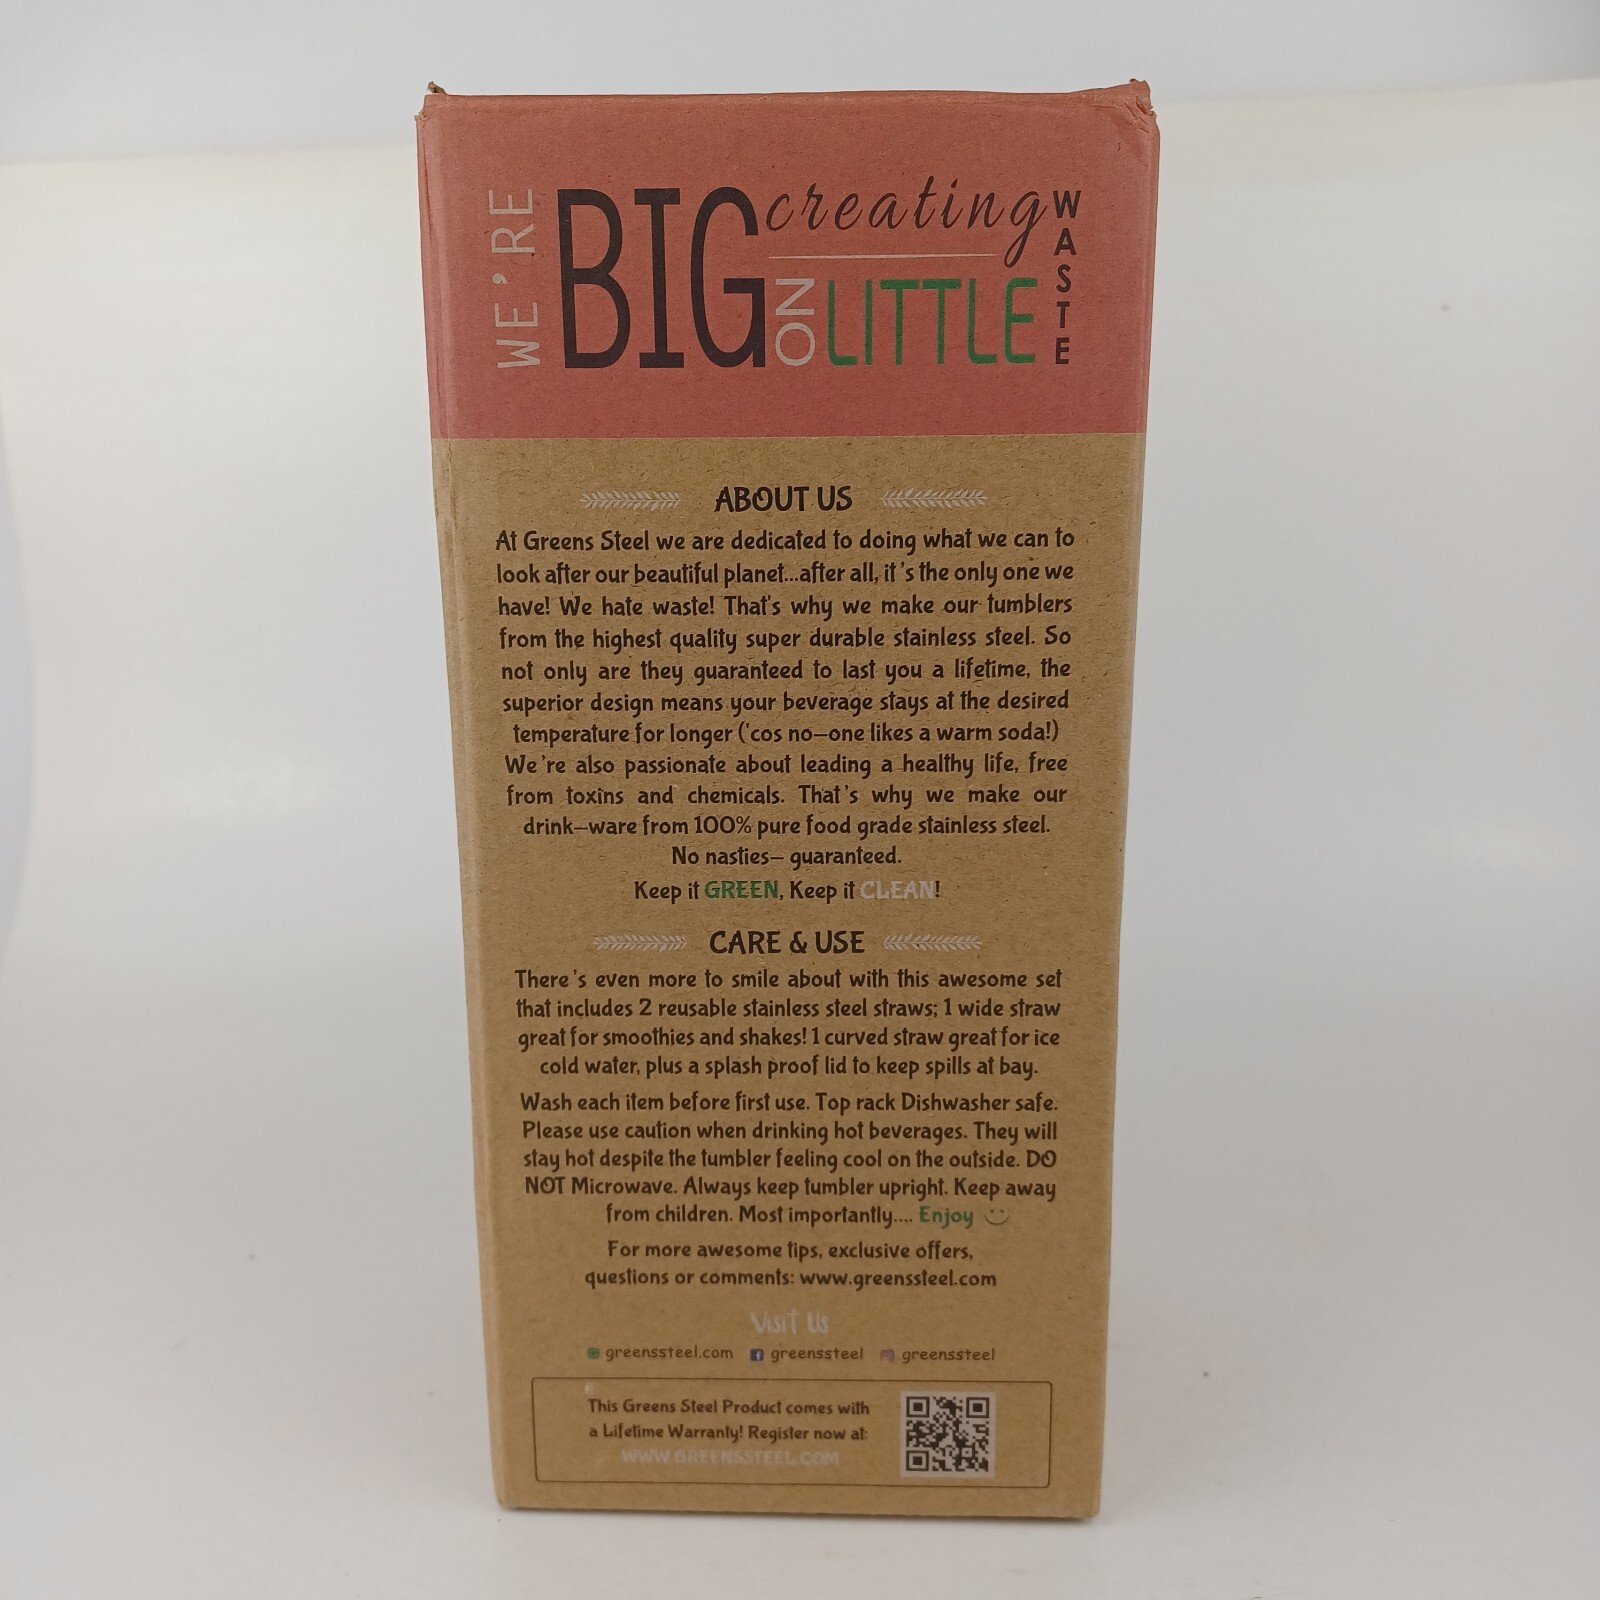 WE'RE BIG ON creating LITTLE WASTE
ABOUT US
At Greens Steel we are dedicated to doing what we can to
look after our beautiful planet...after all, it's the only one we
have! We hate waste! That's why we make our tumblers
from the highest quality super durable stainless steel. So
not only are they guaranteed to last you a lifetime, the
superior design means your beverage stays at the desired
temperature for longer ('cos no–one likes a warm soda!)
We're also passionate about leading a healthy life, free
from toxins and chemicals. That's why we make our
drink–ware from 100% pure food grade stainless steel.
No nasties– guaranteed.
Keep it GREEN, Keep it CLEAN!
CARE & USE
There's even more to smile about with this awesome set
that includes 2 reusable stainless steel straws; 1 wide straw
great for smoothies and shakes! 1 curved straw great for ice
cold water, plus a splash proof lid to keep spills at bay.
Wash each item before first use. Top rack Dishwasher safe.
Please use caution when drinking hot beverages. They will
stay hot despite the tumbler feeling cool on the outside. DO
NOT Microwave. Always keep tumbler upright. Keep away
from children. Most importantly.... Enjoy
For more awesome tips, exclusive offers,
questions or comments: www.greenssteel.com
Visit Us
greenssteel.com greenssteel greenssteel
This Greens Steel Product comes with
a Lifetime Warranty! Register now at:
WWW.GREENSSTEEL.COM